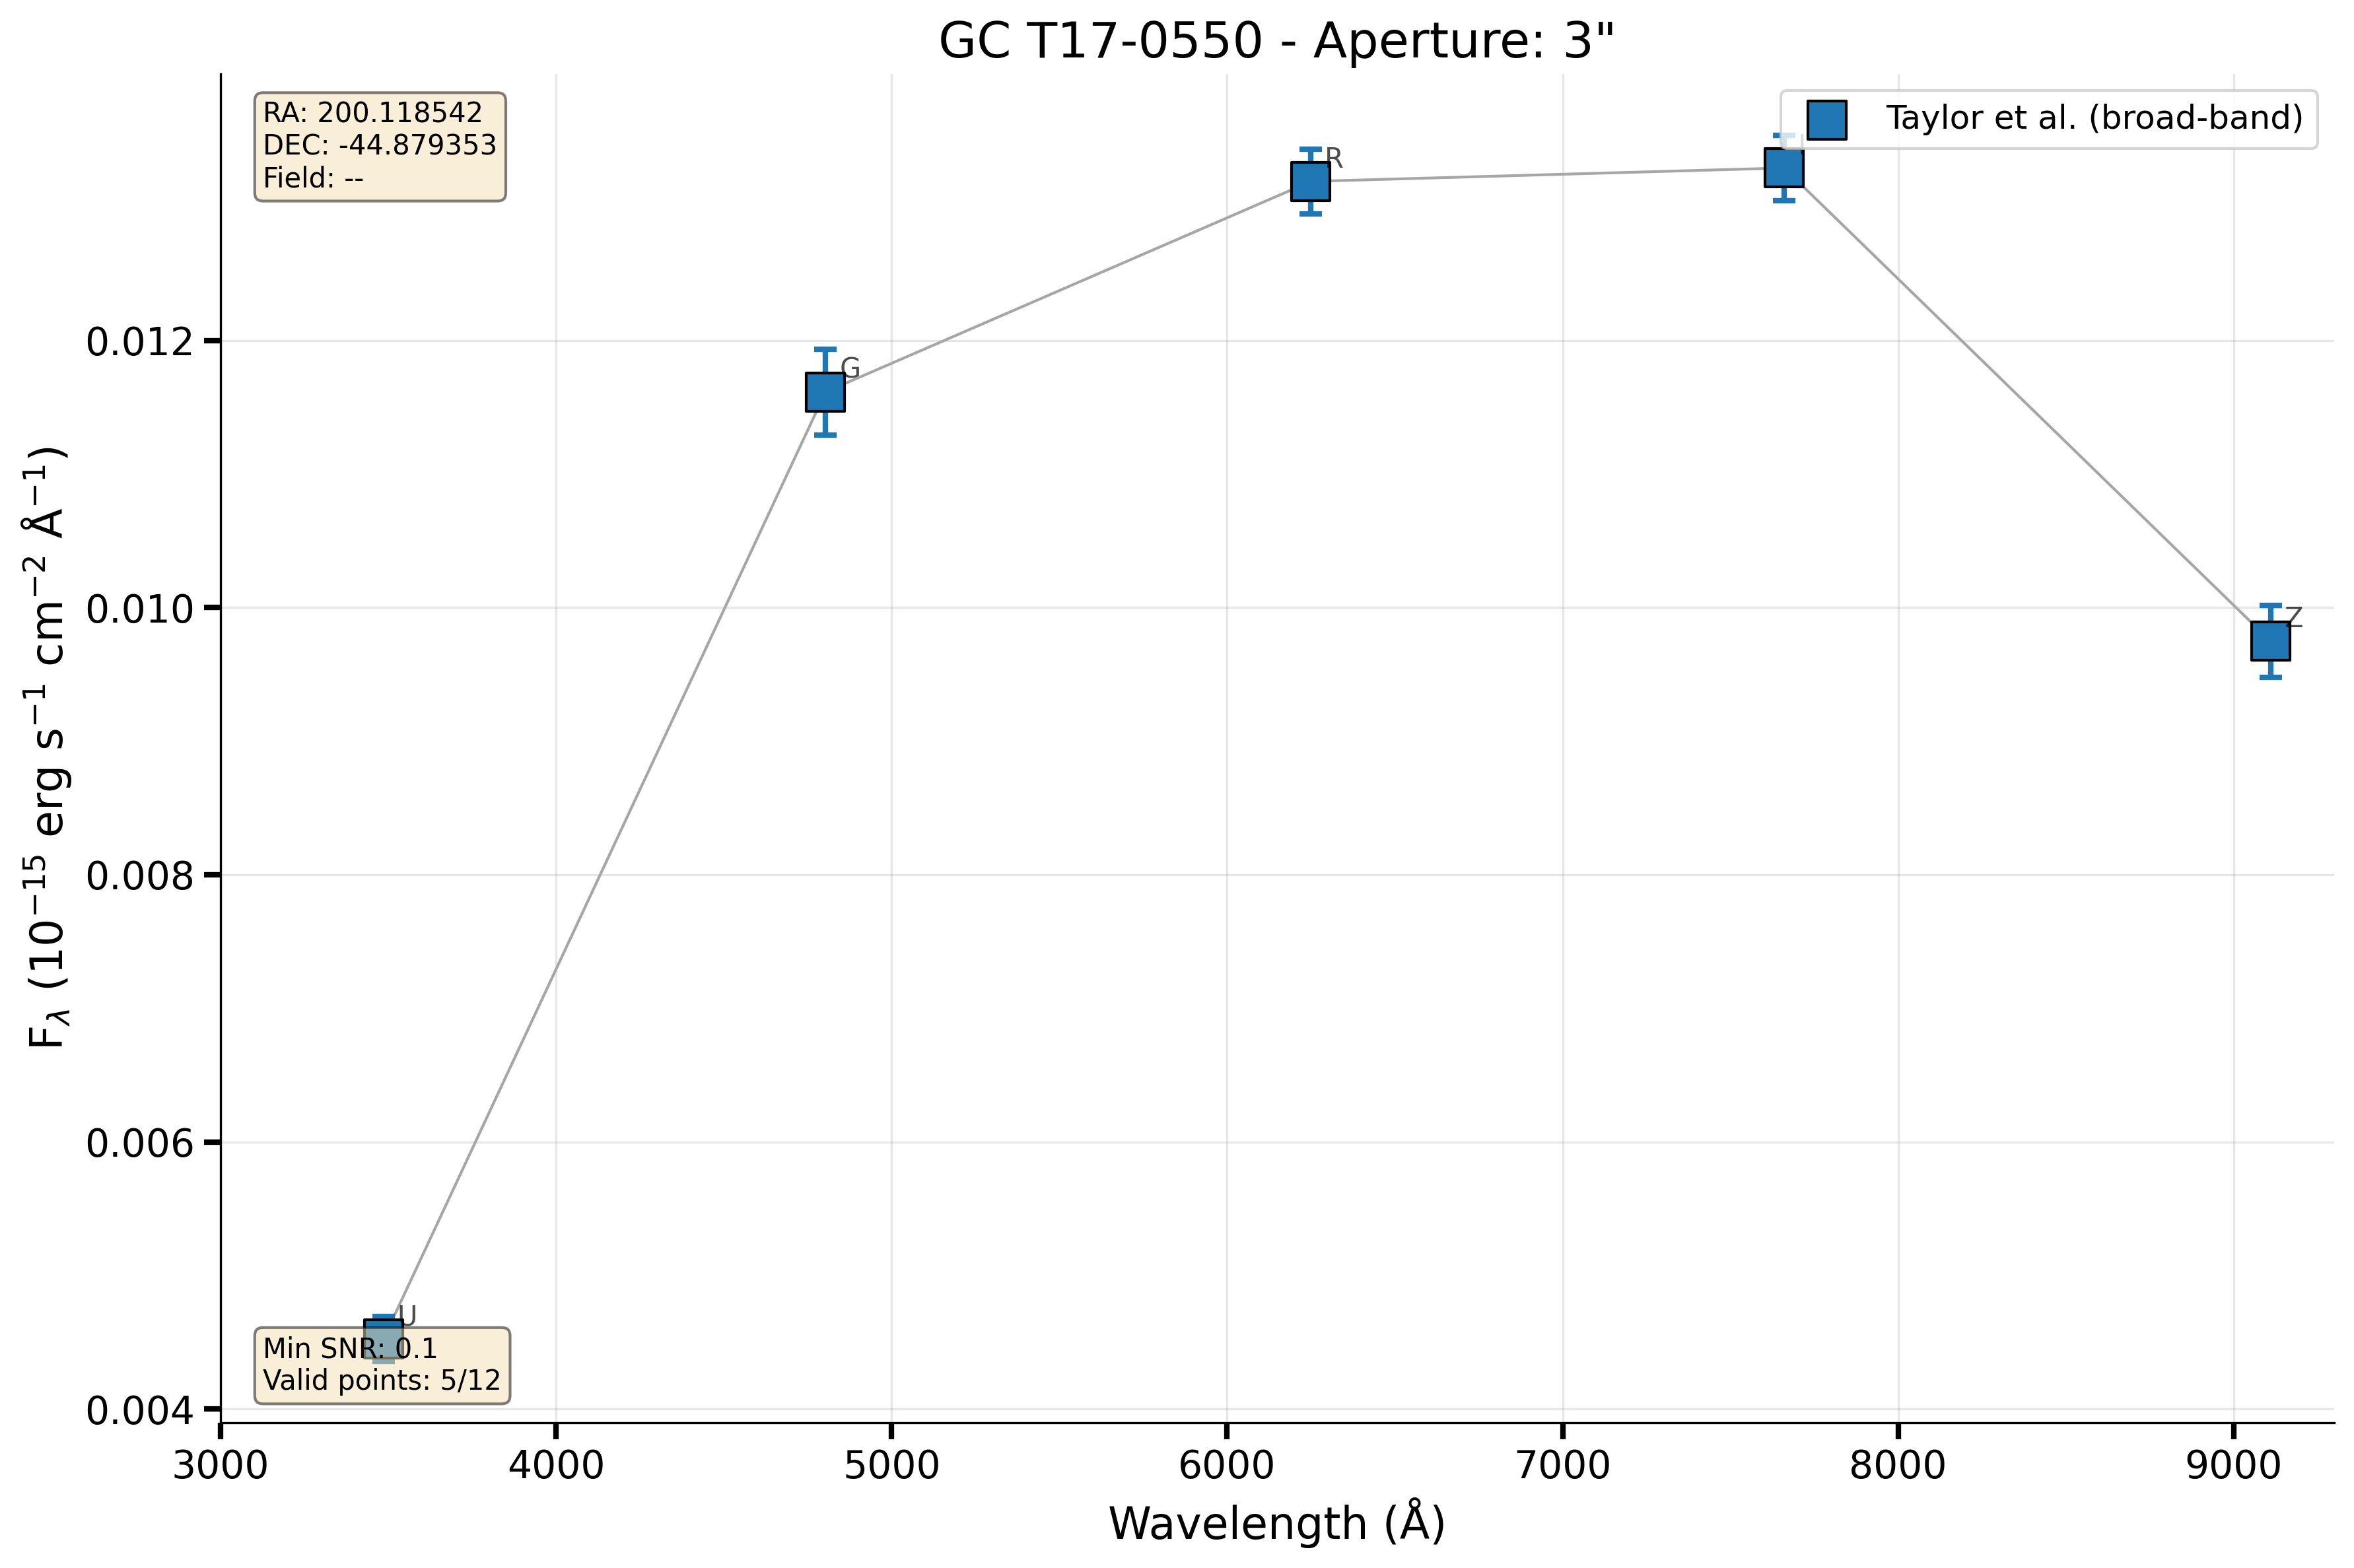 GC T17-0550 - Aperture: 3"
RA: 200.118542
DEC: -44.879353
Field: --
Taylor et al. (broad-band)
R
G
Z
U
0.012
0.010
0.008
0.006
0.004
F_λ (10⁻¹⁵ erg s⁻¹ cm⁻² Å⁻¹)
Min SNR: 0.1
Valid points: 5/12
3000 4000 5000 6000 7000 8000 9000
Wavelength (Å)